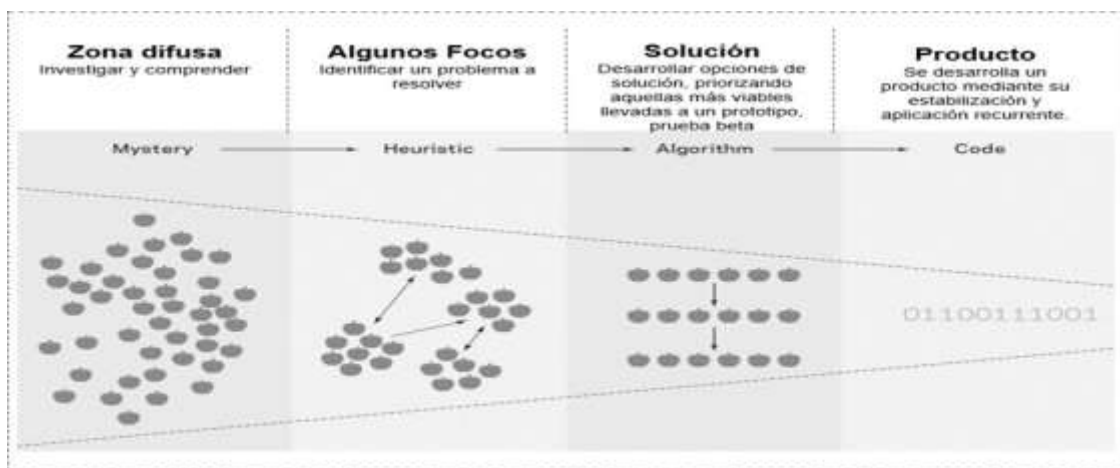 Zona difusa
Investigar y comprender
Algunos Focos
Identificar un problema a
resolver
Solución
Desarrollar opciones de
solución, priorizando
aquellas más viables
llevadas a un prototipo,
prueba beta
Producto
Se desarrolla un
producto mediante su
estabilización y
aplicación recurrente.
Mystery
Heuristic
Algorithm
Code
01100111001